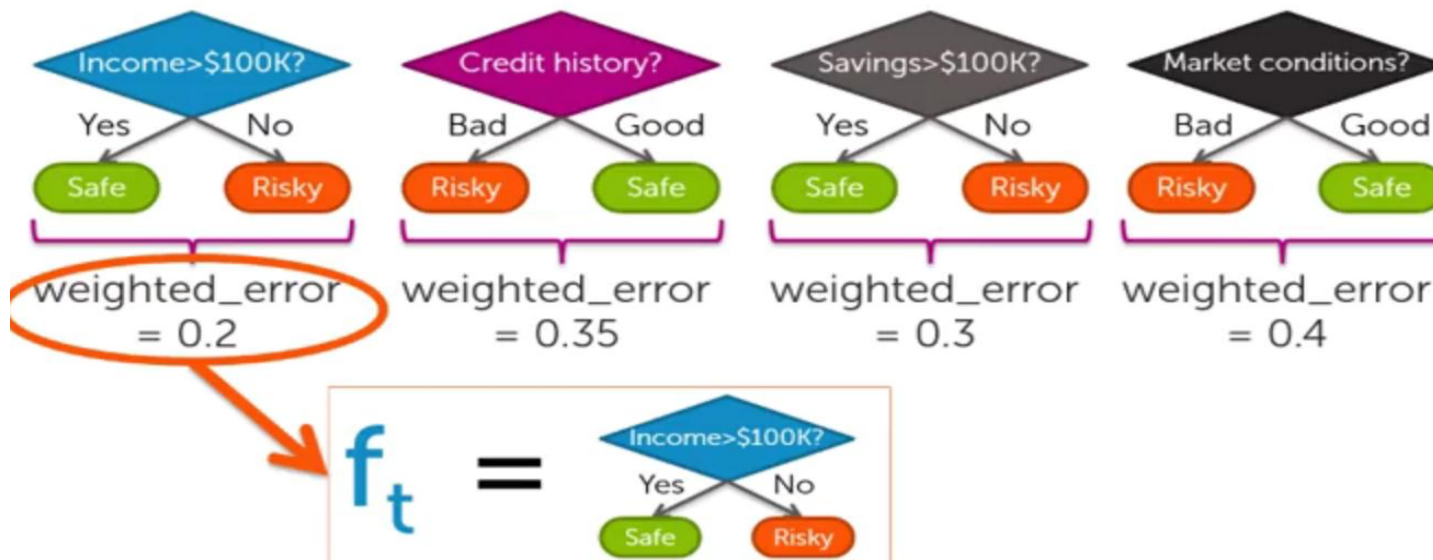 Income>$100K?
Credit history?
Savings>$100K?
Market conditions?
Yes No
Bad Good
Yes No
Bad Good
Safe Risky
Risky Safe
Safe Risky
Risky Safe
weighted_error
= 0.2
weighted_error
= 0.35
weighted_error
= 0.3
weighted_error
= 0.4
f_t =
Income>$100K?
Yes No
Safe Risky